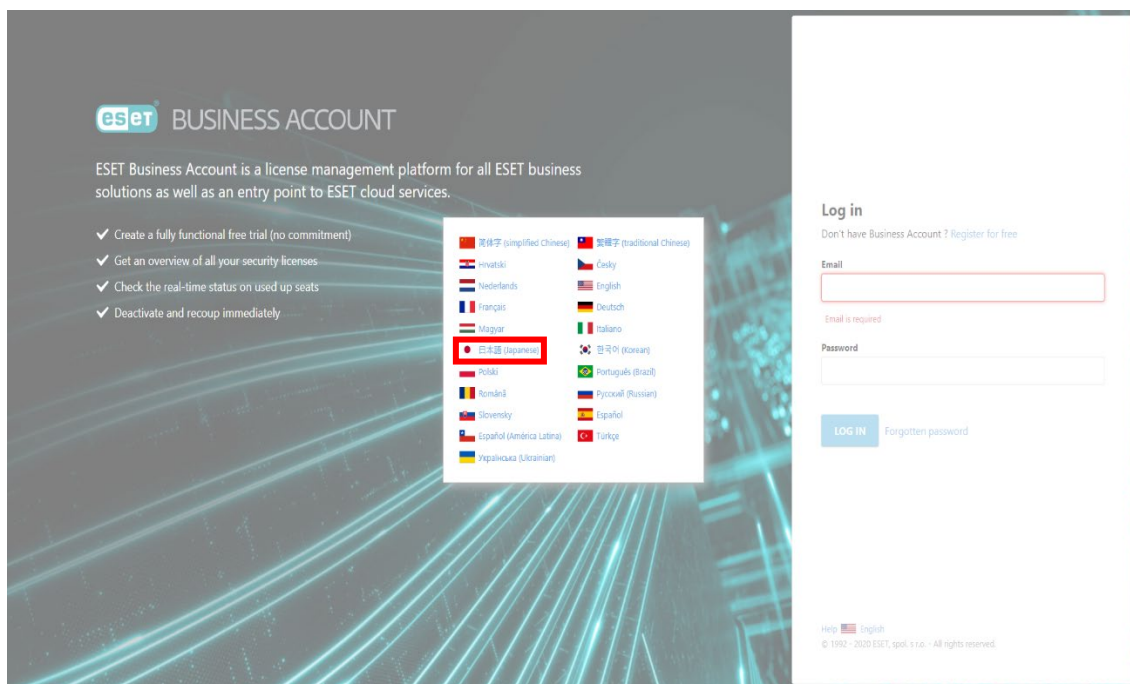 eset BUSINESS ACCOUNT
ESET Business Account is a license management platform for all ESET business
solutions as well as an entry point to ESET cloud services.
✓ Create a fully functional free trial (no commitment)
✓ Get an overview of all your security licenses
✓ Check the real-time status on used up seats
✓ Deactivate and recoup immediately
简体字 (simplified Chinese) 繁體字 (traditional Chinese)
Hrvatski Česky
Nederlands English
Français Deutsch
Magyar Italiano
日本語 (Japanese) 한국어 (Korean)
Polski Português (Brazil)
Română Русский (Russian)
Slovensky Español
Español (América Latina) Türkçe
Українська (Ukrainian)
Log in
Don't have Business Account ? Register for free
Email
Email is required
Password
LOG IN Forgotten password
Help English
© 1992 - 2020 ESET, spol. s r.o. - All rights reserved.